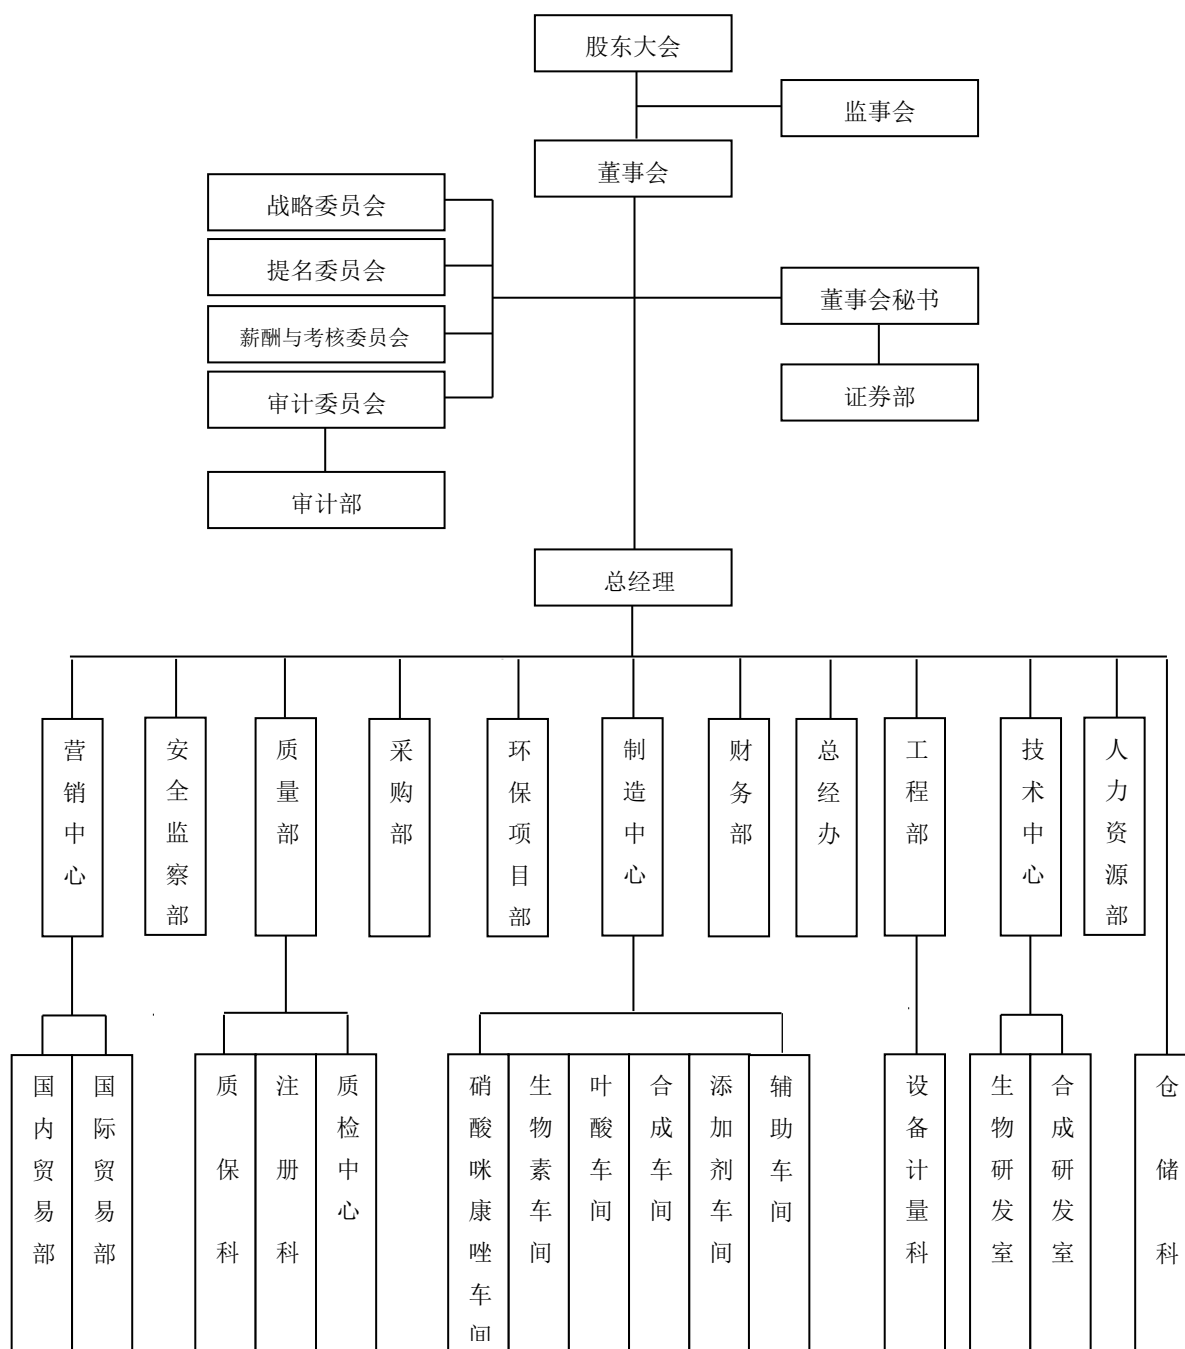 股东大会
监事会
董事会
战略委员会
提名委员会
薪酬与考核委员会
审计委员会
审计部
董事会秘书
证券部
总经理
营销中心
安全监察部
质量部
采购部
环保项目部
制造中心
财务部
总经办
工程部
技术中心
人力资源部
国内贸易部
国际贸易部
质保科
注册科
质检中心
硝酸咪康唑车间
生物素车间
叶酸车间
合成车间
添加剂车间
辅助车间
设备计量科
生物研发室
合成研发室
仓储科